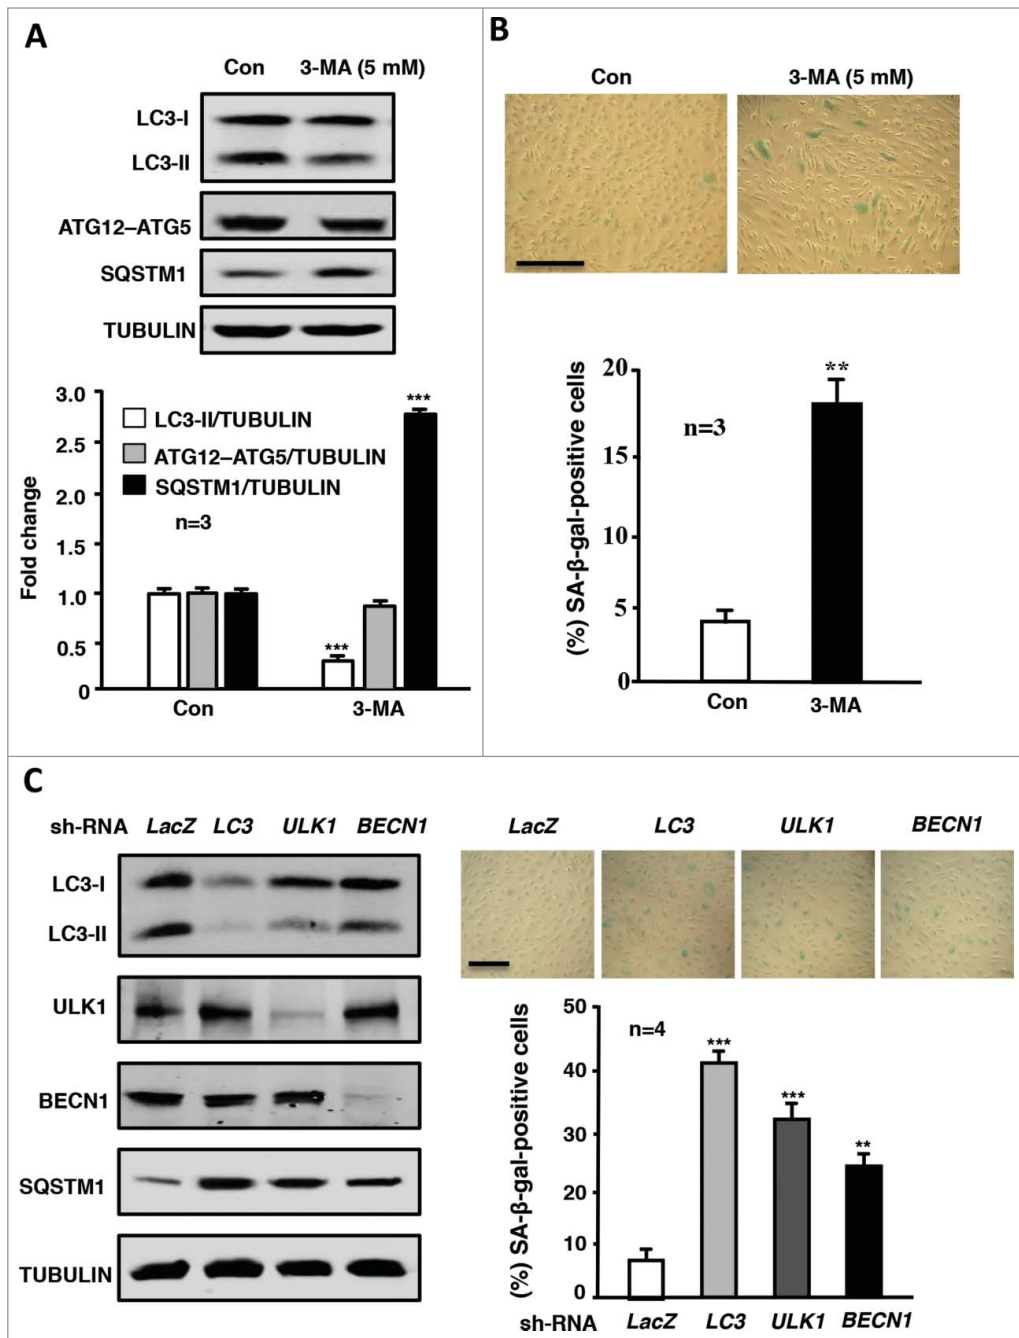 A
Con 3-MA (5 mM)
LC3-I
LC3-II
ATG12–ATG5
SQSTM1
TUBULIN
3.0
2.5
2.0
1.5
1.0
0.5
0
Fold change
LC3-II/TUBULIN
ATG12–ATG5/TUBULIN
SQSTM1/TUBULIN
n=3
***
***
Con 3-MA
B
Con 3-MA (5 mM)
20
15
10
5
0
(%) SA-β-gal-positive cells
n=3
**
Con 3-MA
C
sh-RNA LacZ LC3 ULK1 BECN1
LC3-I
LC3-II
ULK1
BECN1
SQSTM1
TUBULIN
LacZ LC3 ULK1 BECN1
50
40
30
20
10
0
(%) SA-β-gal-positive cells
n=4
***
***
**
sh-RNA LacZ LC3 ULK1 BECN1